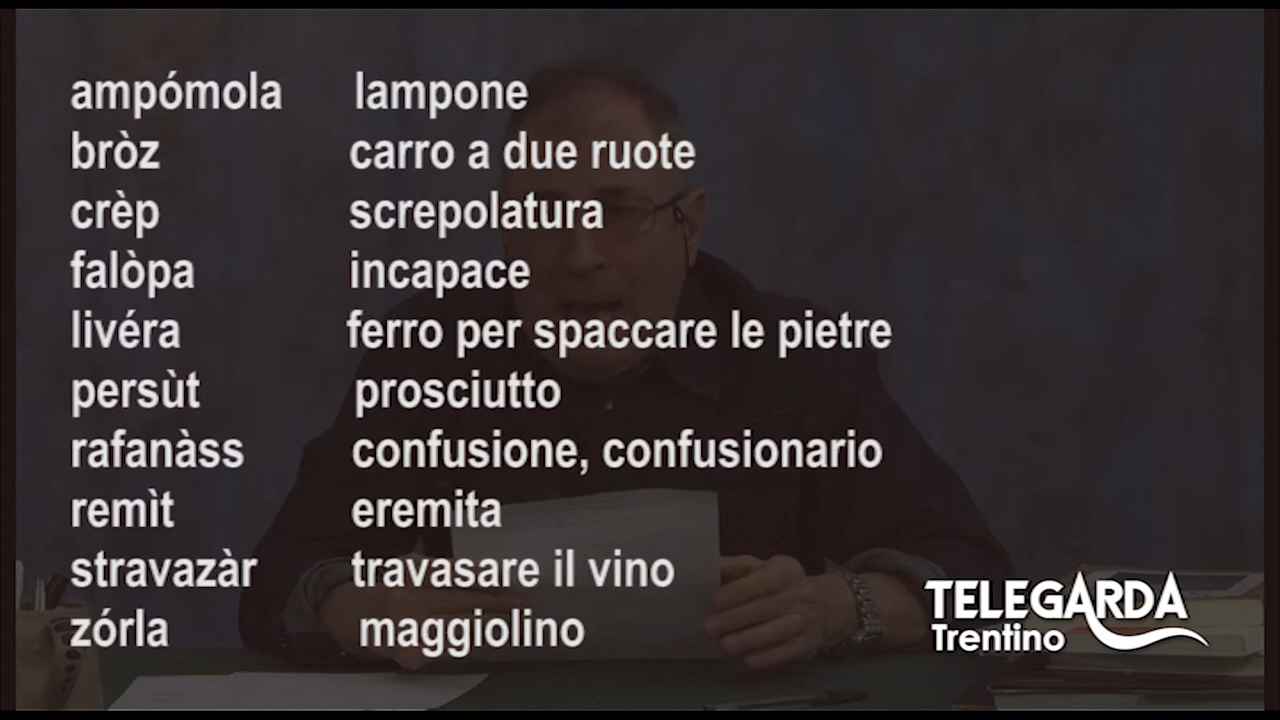 ampómola lampone
bròz carro a due ruote
crèp screpolatura
falòpa incapace
livéra ferro per spaccare le pietre
persùt prosciutto
rafanàss confusione, confusionario
remìt eremita
stravazàr travasare il vino
zórla maggiolino
TELEGARDA
Trentino